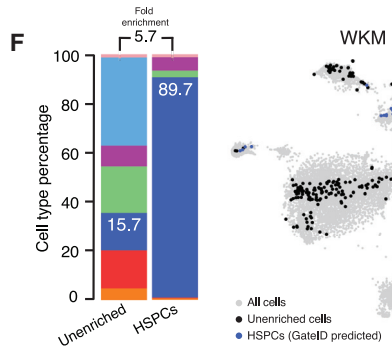 F
Fold
enrichment
5.7
WKM
Cell type percentage
100
80
60
40
20
0
89.7
15.7
Unenriched
HSPCs
All cells
Unenriched cells
HSPCs (GateID predicted)